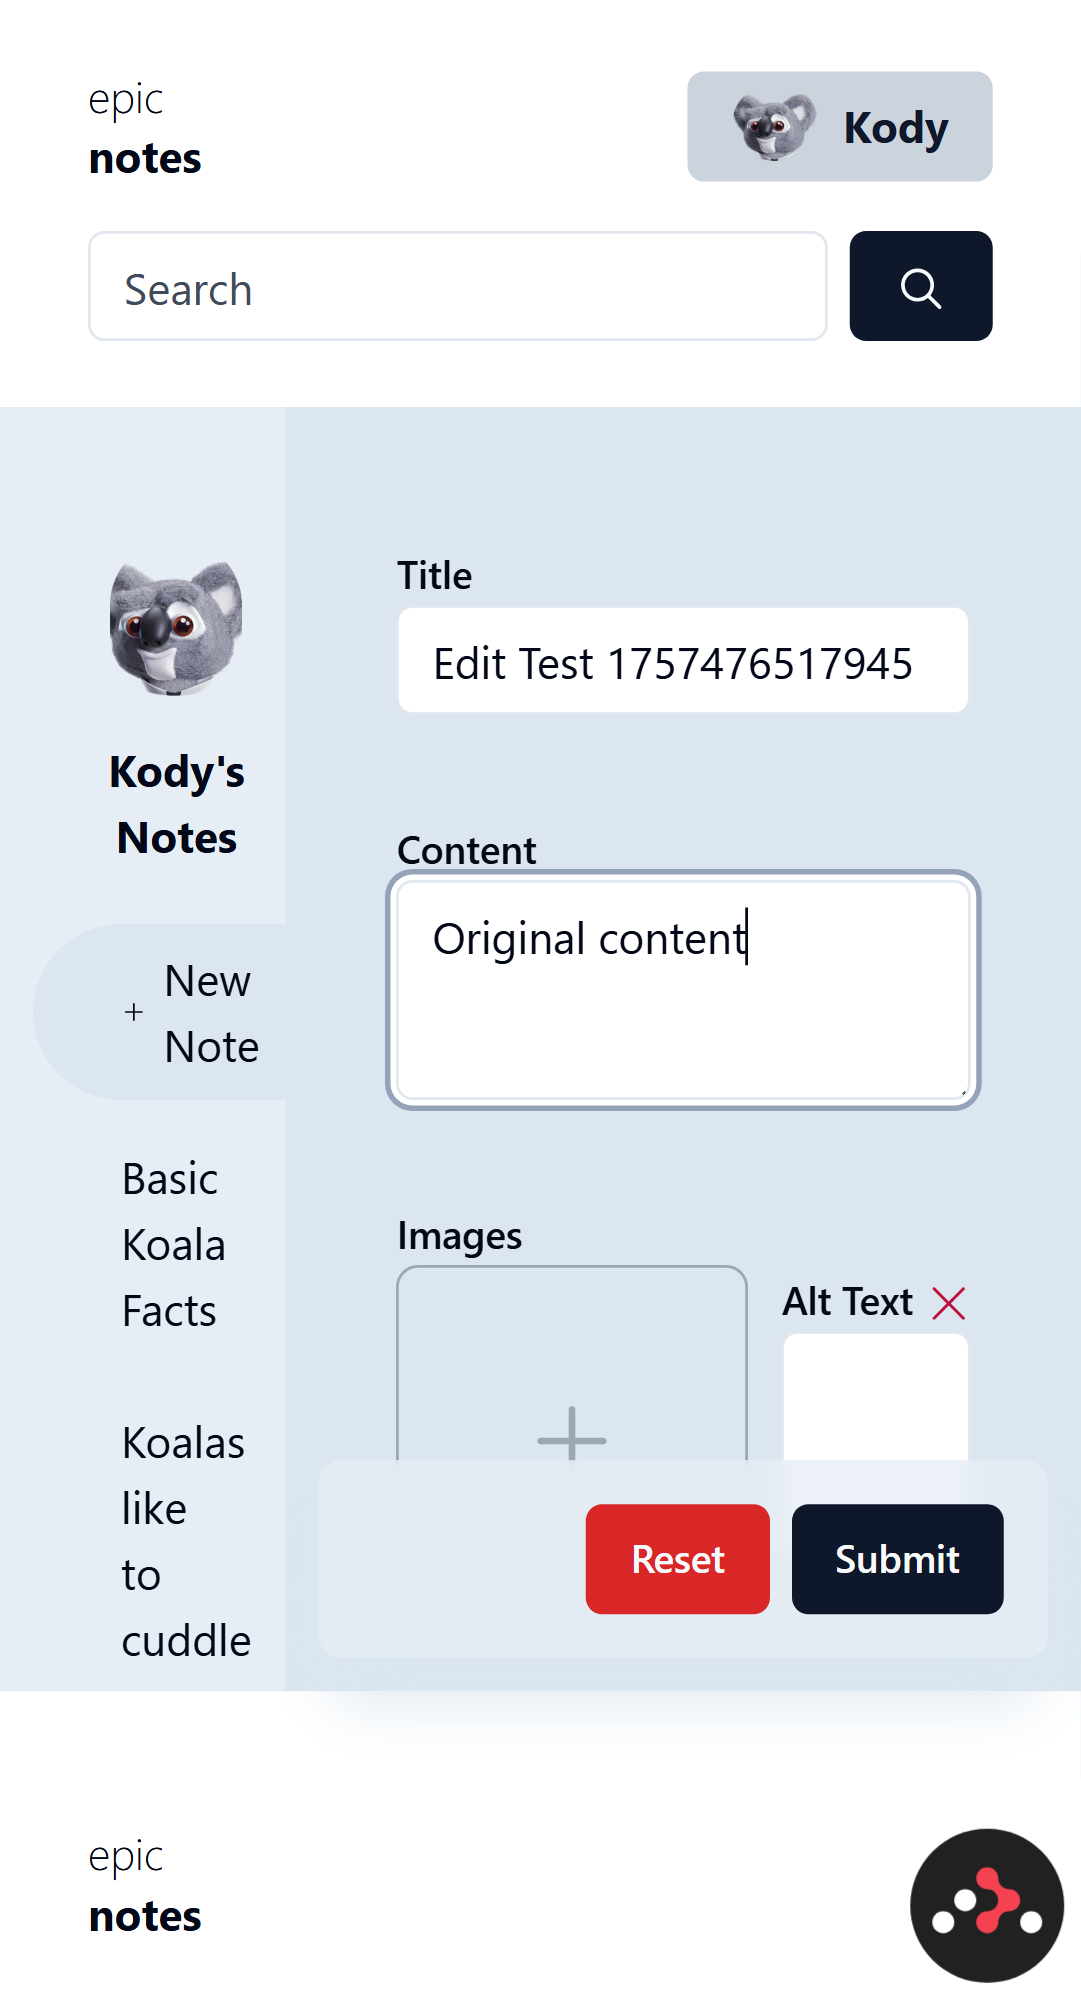 epic
notes
Kody
Search
Kody's
Notes
+ New
Note
Basic
Koala
Facts
Koalas
like
to
cuddle
Title
Edit Test 1757476517945
Content
Original content
Images
Alt Text
Reset
Submit
epic
notes